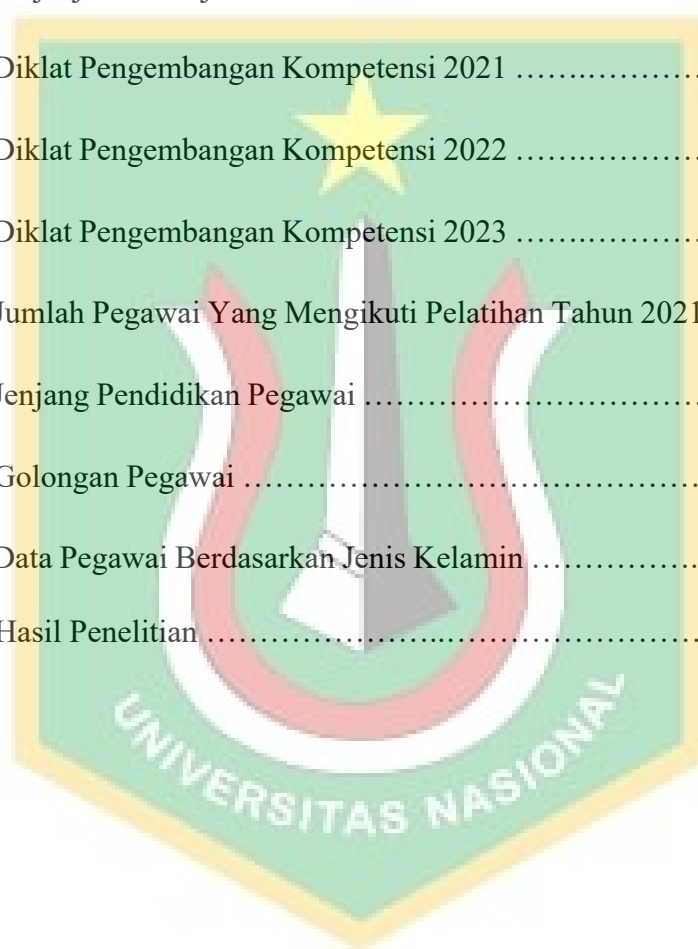 Diklat Pengembangan Kompetensi 2021 ……..…………
Diklat Pengembangan Kompetensi 2022 ……..…………
Diklat Pengembangan Kompetensi 2023 ……..…………
Jumlah Pegawai Yang Mengikuti Pelatihan Tahun 2021
Jenjang Pendidikan Pegawai …………………………
Golongan Pegawai ……………………………………
Data Pegawai Berdasarkan Jenis Kelamin …………….
Hasil Penelitian …………………...……………………
UNIVERSITAS NASIONAL